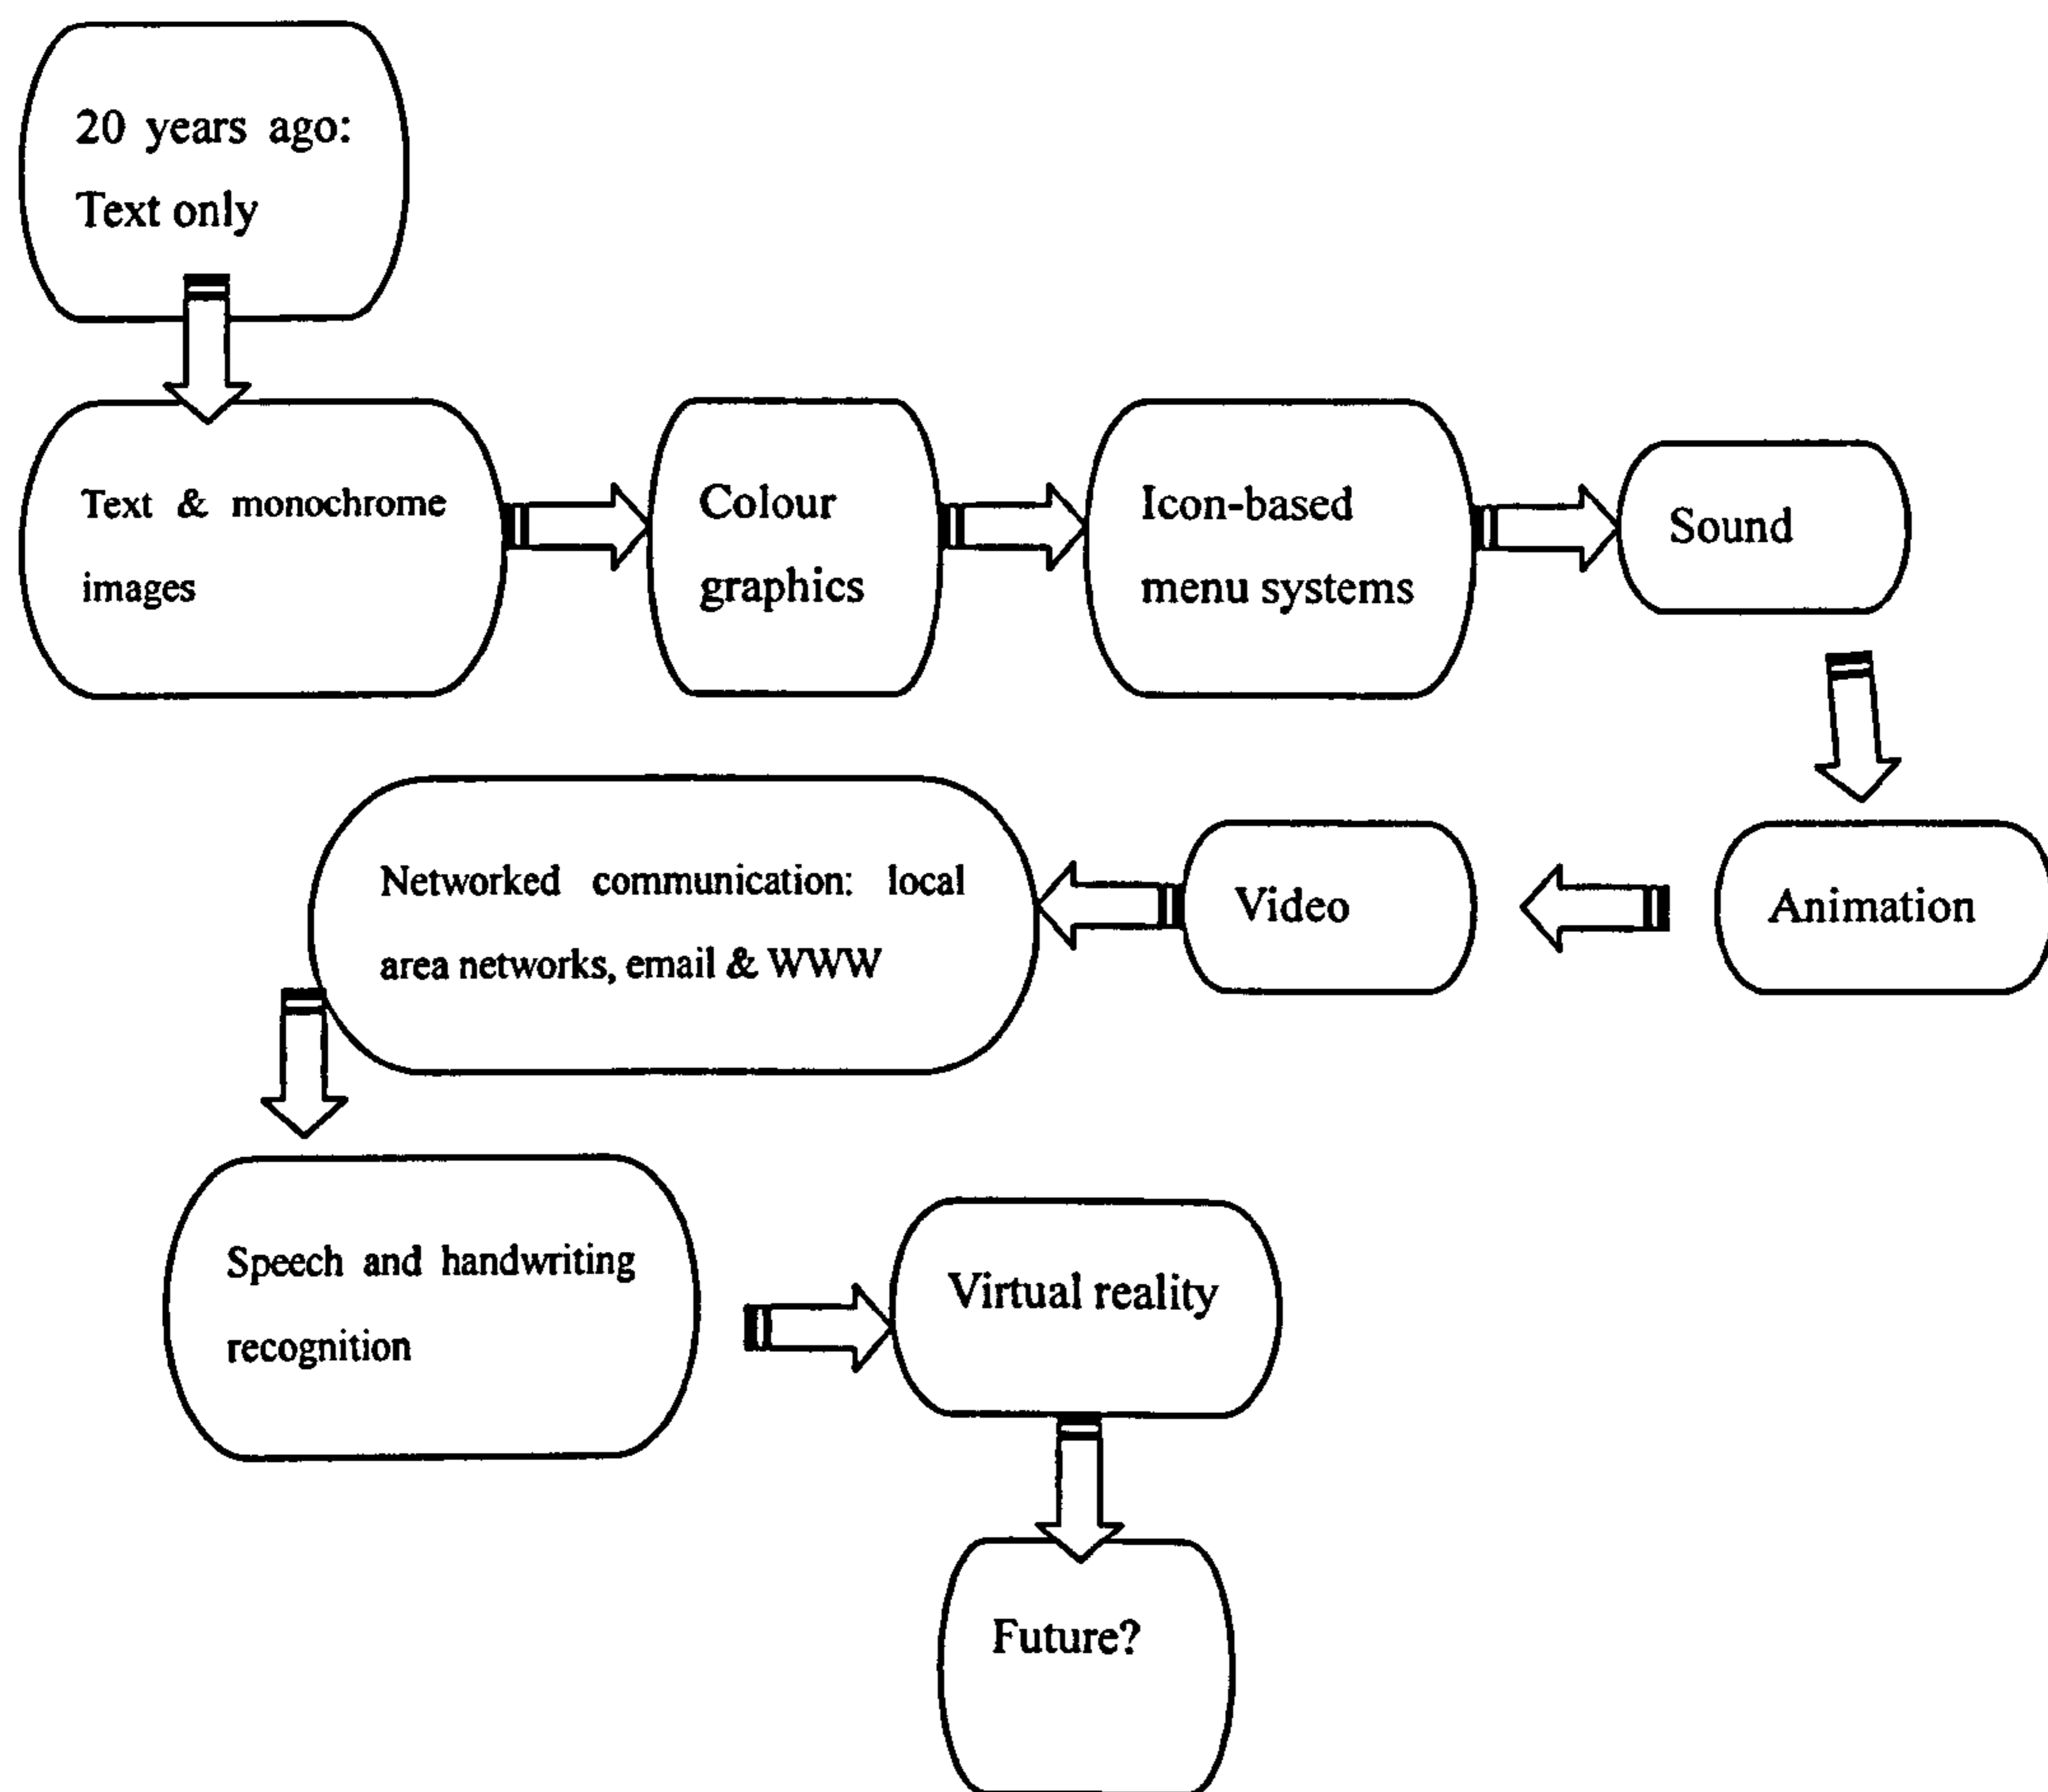 20 years ago:
Text only
Text & monochrome
images
Colour
graphics
Icon-based
menu systems
Sound
Animation
Video
Networked communication: local
area networks, email & WWW
Speech and handwriting
recognition
Virtual reality
Future?